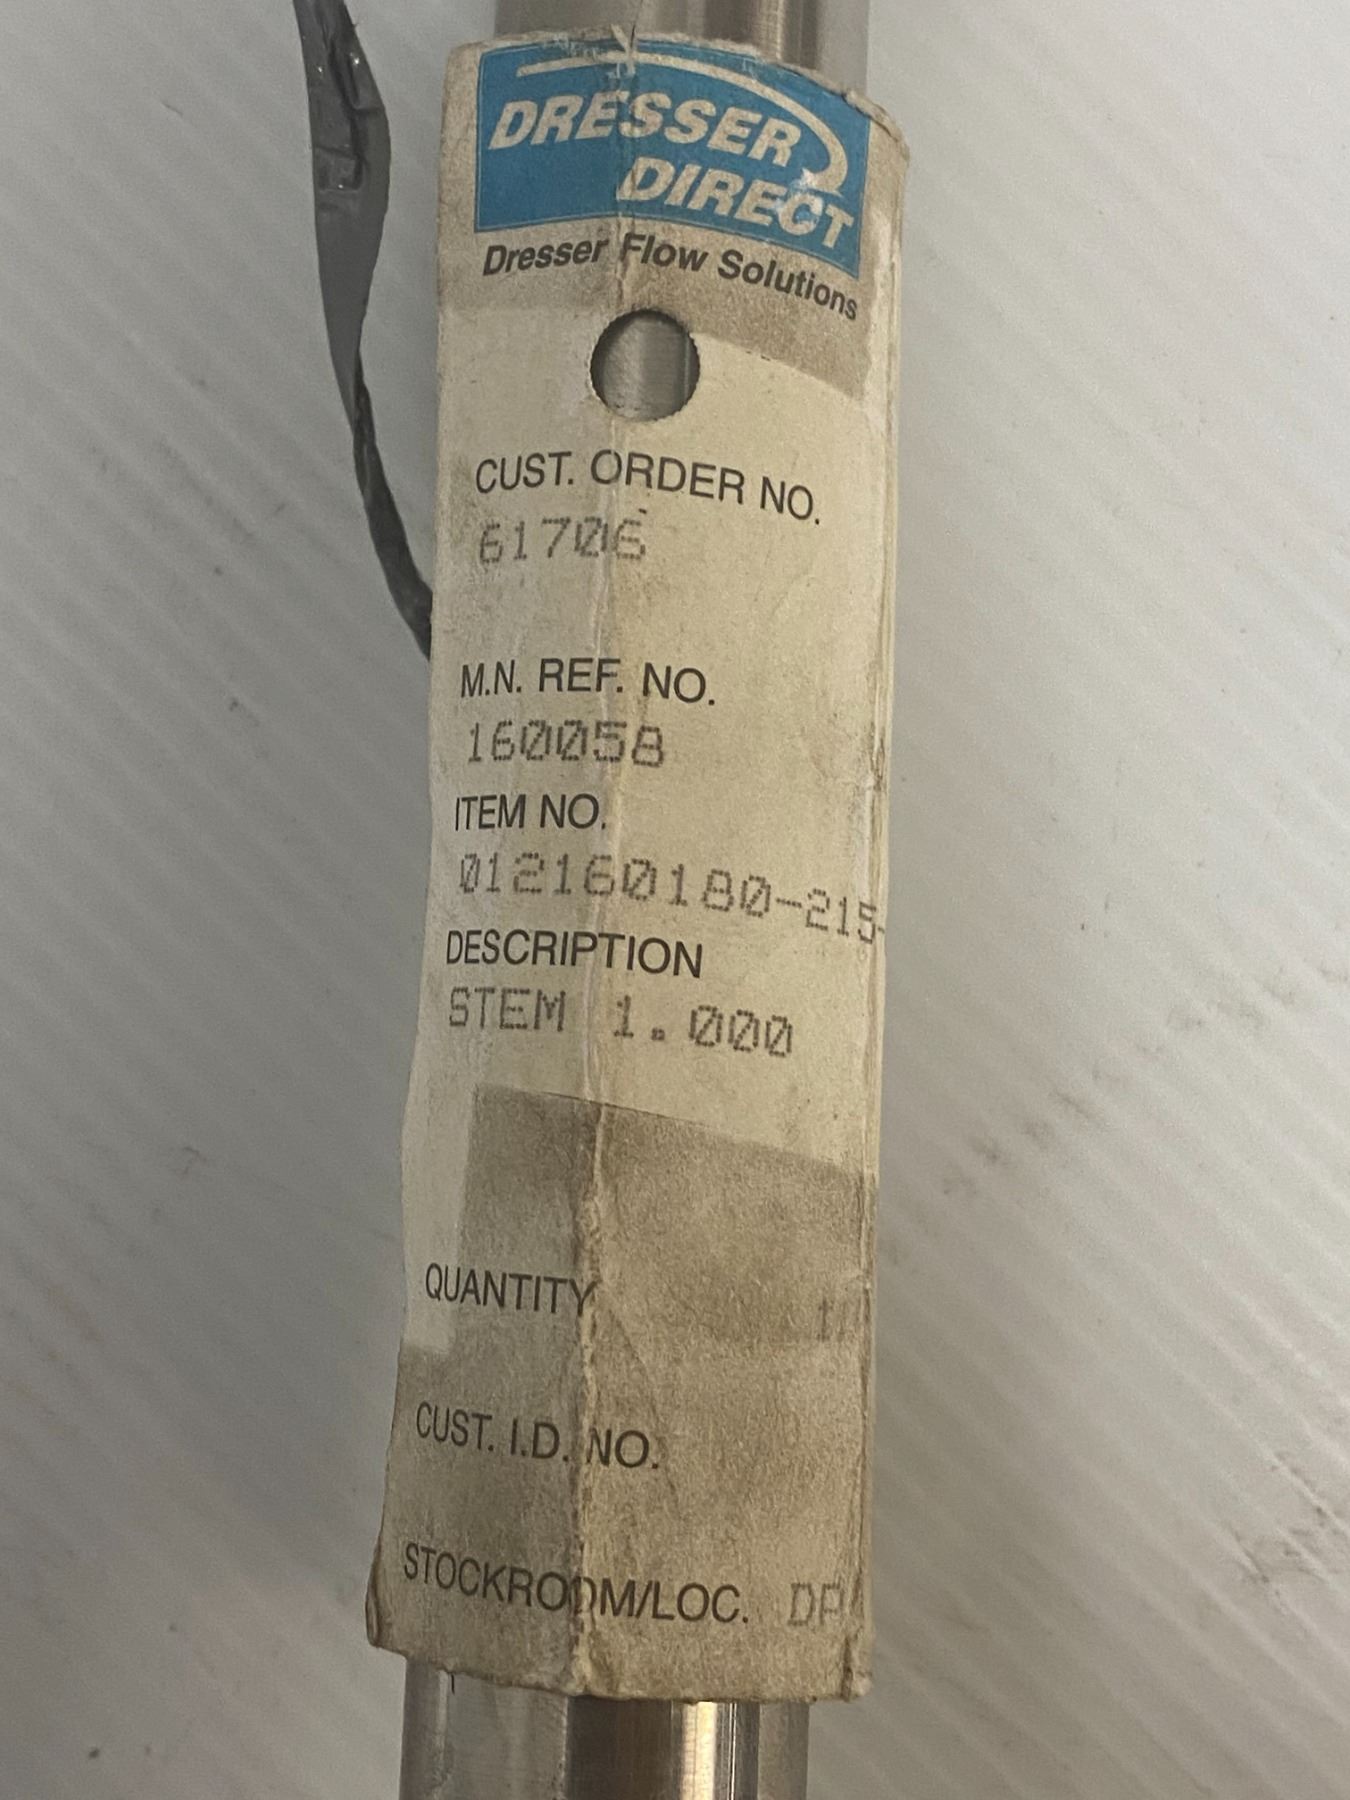 DRESSER
DIRECT
Dresser Flow Solutions
CUST. ORDER NO.
61706
M.N. REF. NO.
160058
ITEM NO.
012160180-215-
DESCRIPTION
STEM 1.000
QUANTITY 1
CUST. I.D. NO.
STOCKROOM/LOC.